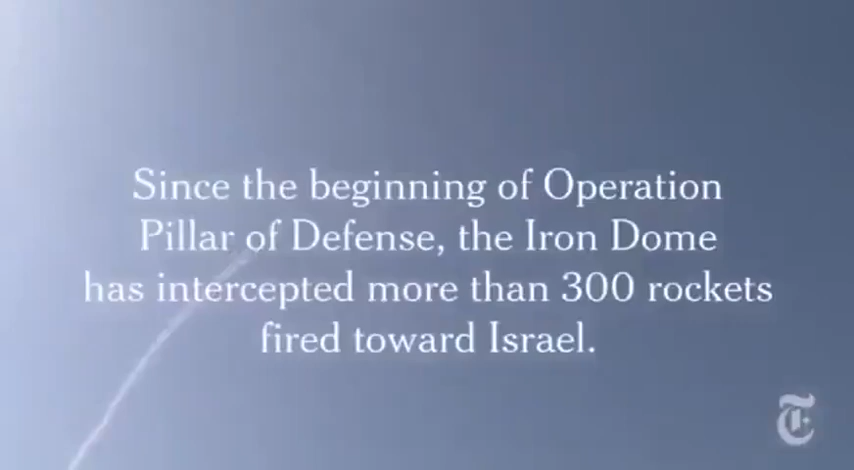 Since the beginning of Operation
Pillar of Defense, the Iron Dome
has intercepted more than 300 rockets
fired toward Israel.
T